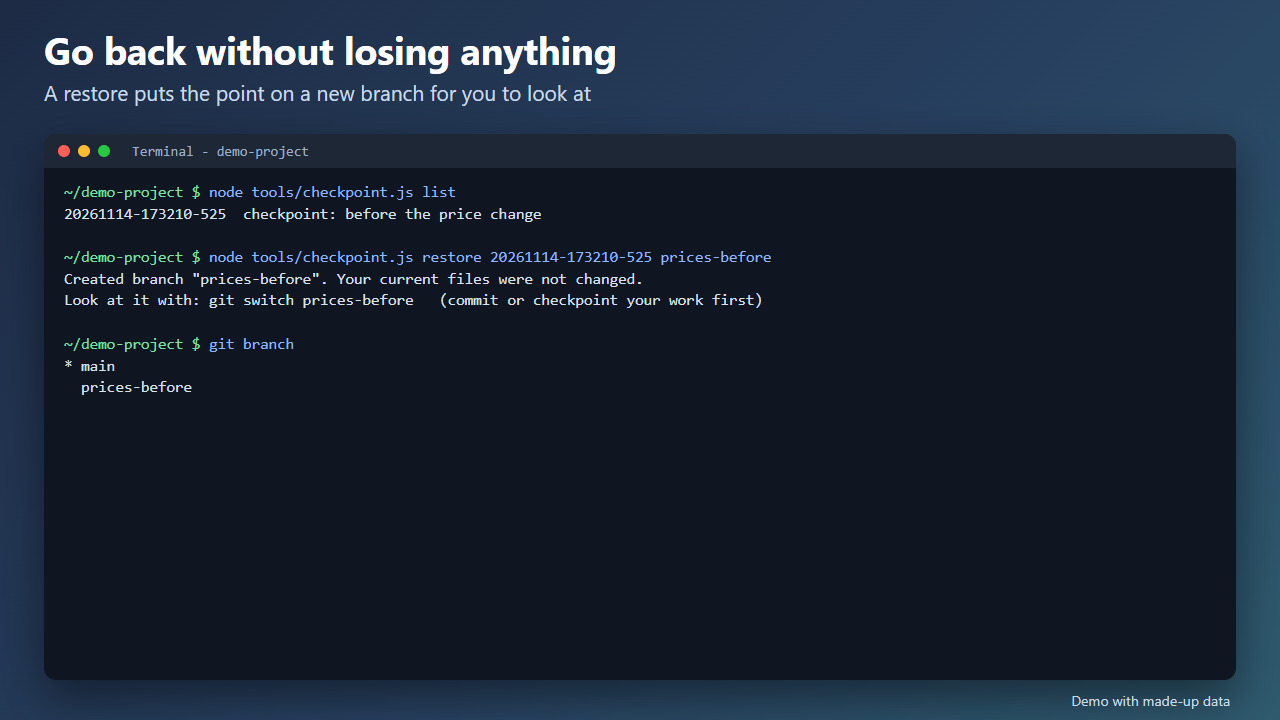 Go back without losing anything
A restore puts the point on a new branch for you to look at
Terminal - demo-project
~/demo-project $ node tools/checkpoint.js list
20261114-173210-525  checkpoint: before the price change
~/demo-project $ node tools/checkpoint.js restore 20261114-173210-525 prices-before
Created branch "prices-before". Your current files were not changed.
Look at it with: git switch prices-before   (commit or checkpoint your work first)
~/demo-project $ git branch
* main
  prices-before
Demo with made-up data